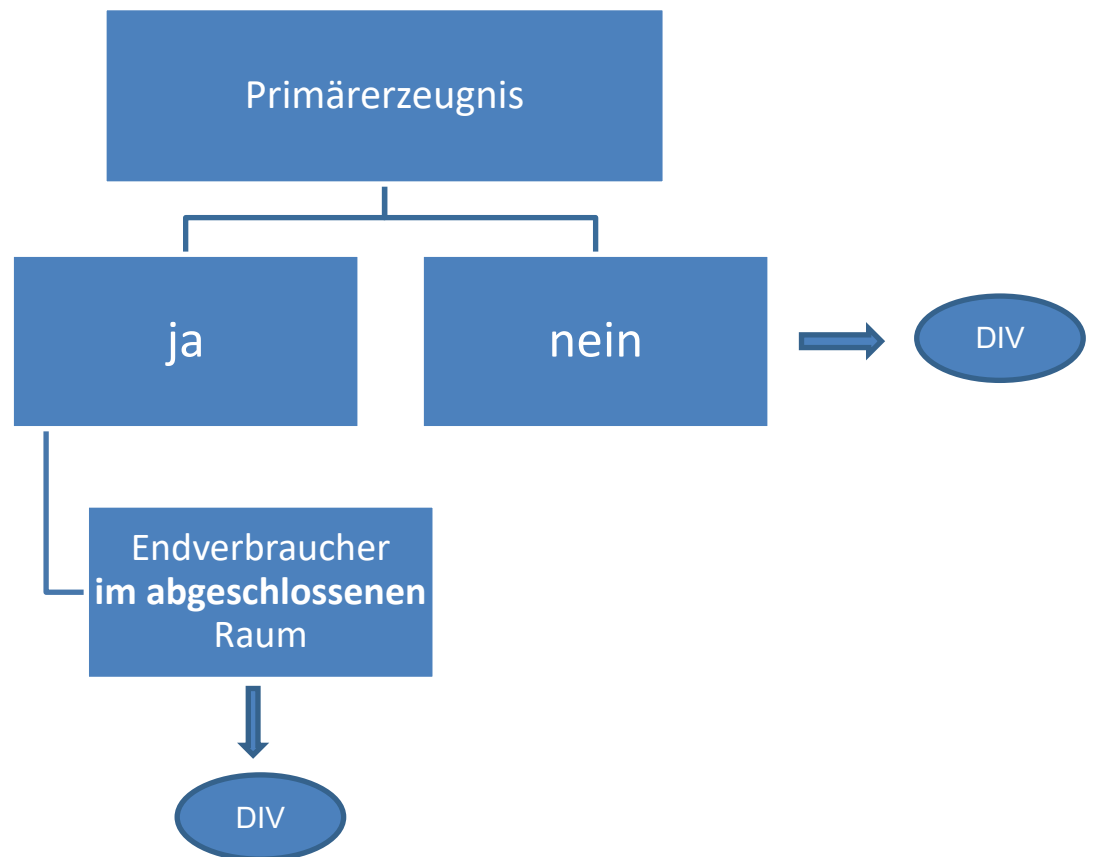 Primärerzeugnis
ja
nein
DIV
Endverbraucher
im abgeschlossenen
Raum
DIV